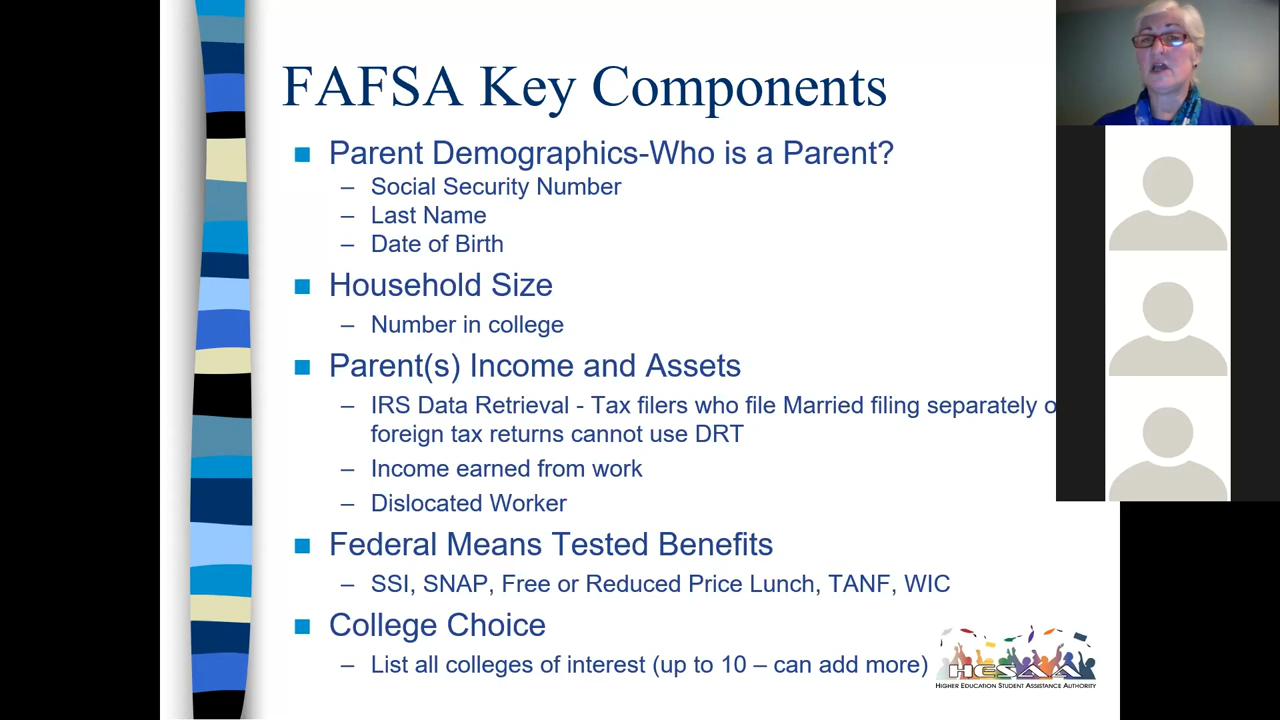 FAFSA Key Components
Parent Demographics-Who is a Parent?
– Social Security Number
– Last Name
– Date of Birth
Household Size
– Number in college
Parent(s) Income and Assets
– IRS Data Retrieval - Tax filers who file Married filing separately o
foreign tax returns cannot use DRT
– Income earned from work
– Dislocated Worker
Federal Means Tested Benefits
– SSI, SNAP, Free or Reduced Price Lunch, TANF, WIC
College Choice
– List all colleges of interest (up to 10 – can add more)
HESAA
HIGHER EDUCATION STUDENT ASSISTANCE AUTHORITY